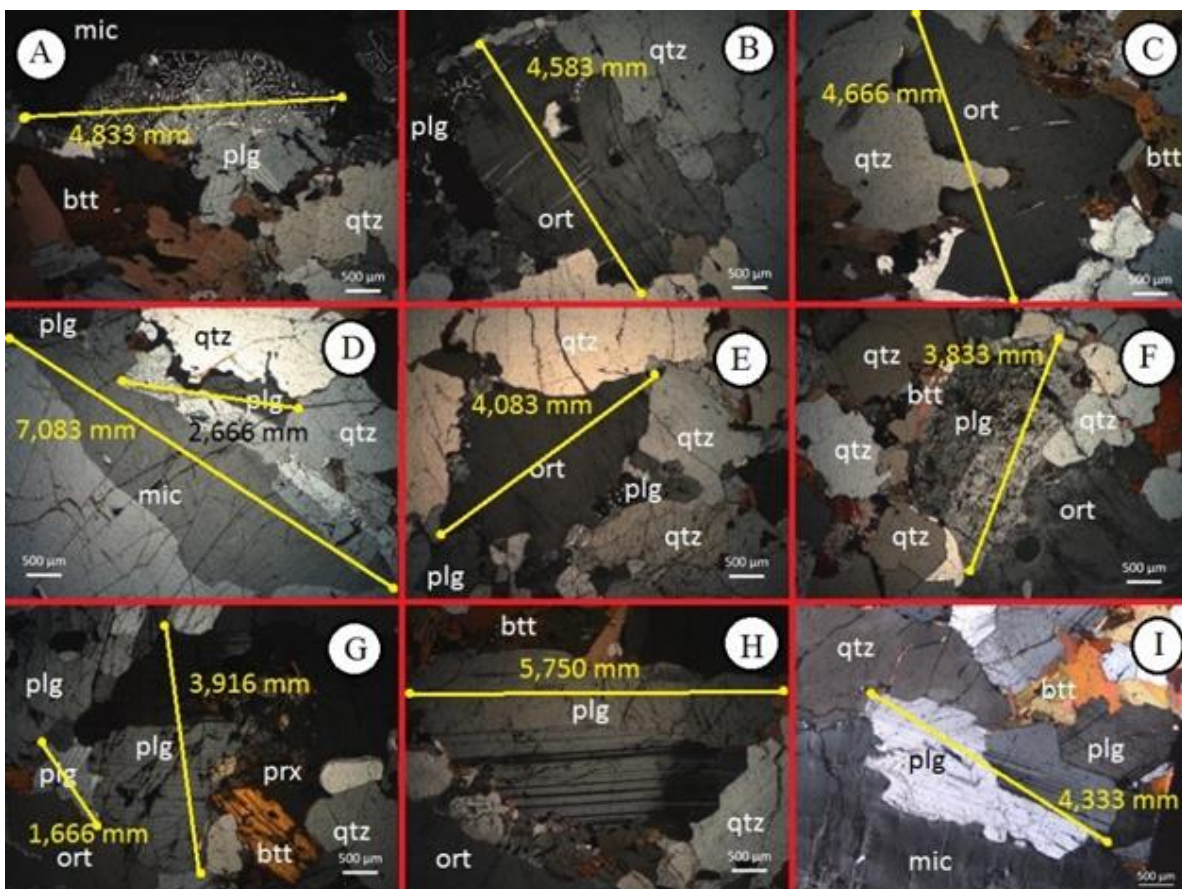 mic
A
4,833 mm
plg
btt
qtz
500 µm
B
qtz
4,583 mm
plg
ort
500 µm
C
4,666 mm
ort
qtz
btt
500 µm
plg
qtz
D
plg
7,083 mm
2,666 mm
qtz
mic
500 µm
qtz
E
4,083 mm
qtz
ort
plg
qtz
plg
500 µm
qtz
3,833 mm
F
btt
plg
qtz
qtz
ort
qtz
500 µm
G
plg
3,916 mm
plg
plg
prx
1,666 mm
qtz
ort
btt
500 µm
btt
H
5,750 mm
plg
qtz
ort
500 µm
qtz
I
btt
plg
plg
4,333 mm
mic
500 µm